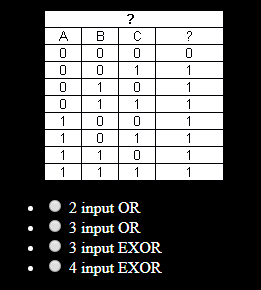 ?
A B C ?
0 0 0 0
0 0 1 1
0 1 0 1
0 1 1 1
1 0 0 1
1 0 1 1
1 1 0 1
1 1 1 1
2 input OR
3 input OR
3 input EXOR
4 input EXOR